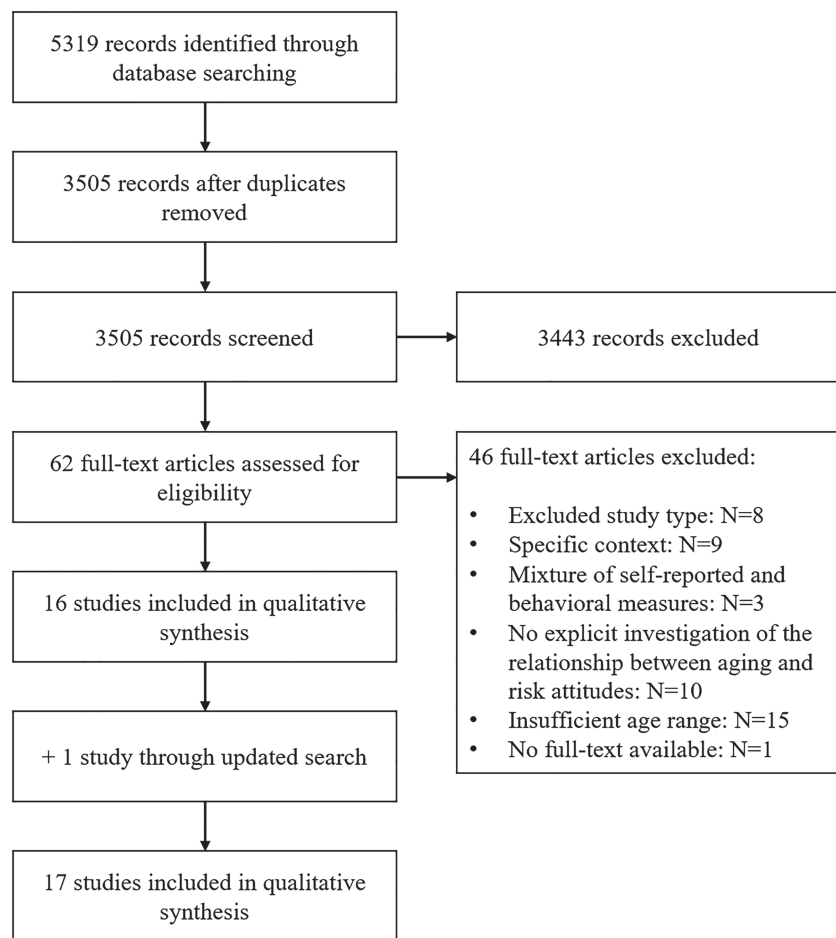 5319 records identified through
database searching
3505 records after duplicates
removed
3505 records screened
3443 records excluded
62 full-text articles assessed for
eligibility
46 full-text articles excluded:
• Excluded study type: N=8
• Specific context: N=9
• Mixture of self-reported and
behavioral measures: N=3
• No explicit investigation of the
relationship between aging and
risk attitudes: N=10
• Insufficient age range: N=15
• No full-text available: N=1
16 studies included in qualitative
synthesis
+ 1 study through updated search
17 studies included in qualitative
synthesis